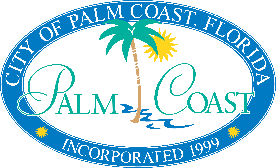 CITY OF PALM COAST, FLORIDA
PALM COAST
INCORPORATED 1999